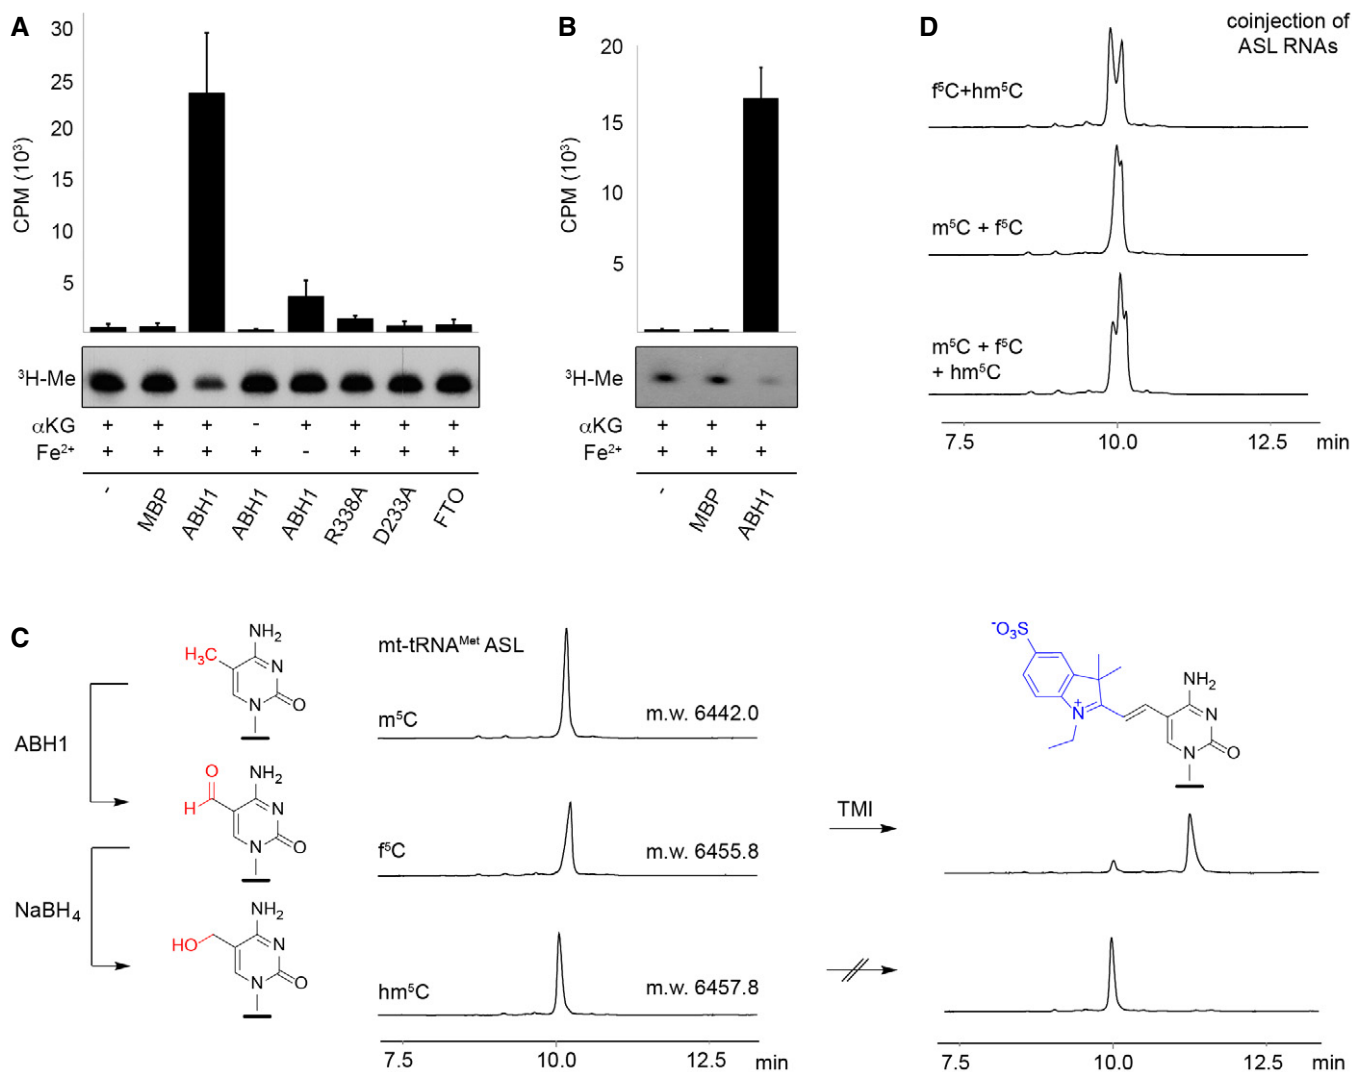 A
CPM (10³)
30
25
20
15
10
5
³H-Me
αKG + + + - + + + +
Fe²⁺ + + + + - + + +
- MBP ABH1 ABH1 ABH1 R338A D233A FTO
B
CPM (10³)
20
15
10
5
³H-Me
αKG + + +
Fe²⁺ + + +
- MBP ABH1
D
coinjection of
ASL RNAs
f⁵C+hm⁵C
m⁵C + f⁵C
m⁵C + f⁵C
+ hm⁵C
7.5 10.0 12.5 min
C
ABH1
NaBH₄
H₃C NH₂ N N O
O H NH₂ N N O
HO NH₂ N N O
mt-tRNAᴹᵉᵗ ASL
m⁵C m.w. 6442.0
f⁵C m.w. 6455.8
hm⁵C m.w. 6457.8
7.5 10.0 12.5 min
TMI
⁻O₃S N⁺ NH₂ N N O
7.5 10.0 12.5 min